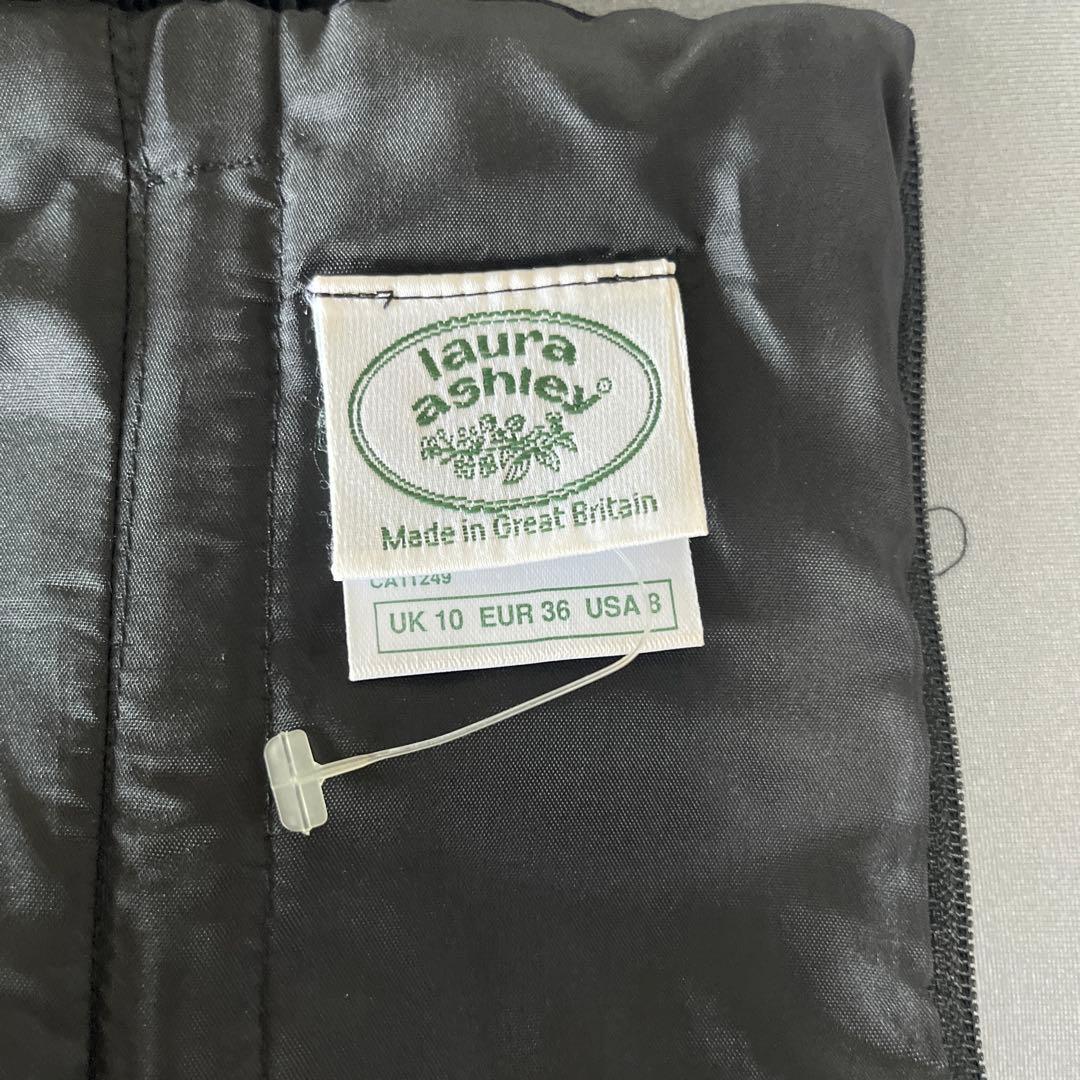 laura
ashley®
Made in Great Britain
CA11249
UK 10 EUR 36 USA 8